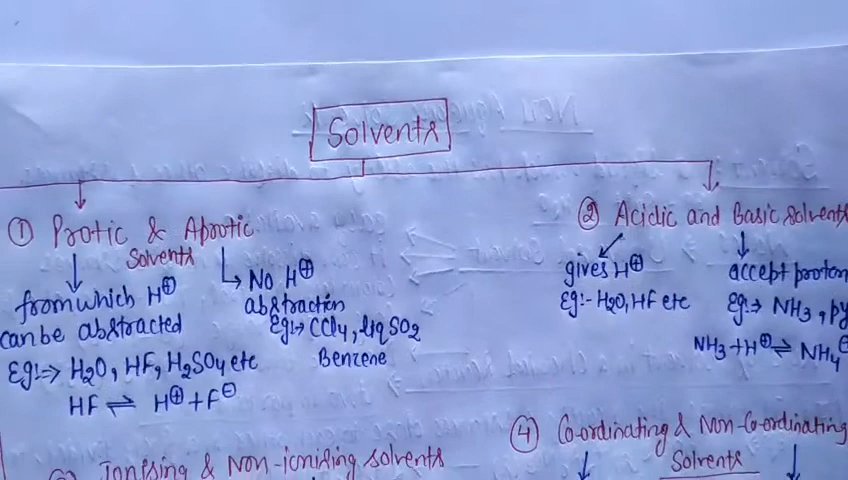 Solvents
① Protic & Aprotic
Solvents
from which H⊕
can be abstracted
Eg:→ H2O, HF, H2SO4 etc
HF ⇌ H⊕ + F⊖
No H⊕
abstraction
Eg:→ CCl4, liq SO2
Benzene
② Acidic and Basic Solvents
gives H⊕
Eg:- H2O, HF etc
accept proton
Eg:→ NH3, py
NH3 + H⊕ ⇌ NH4
Ionising & Non-ionising solvents
④ Co-ordinating & Non-Co-ordinating
Solvents